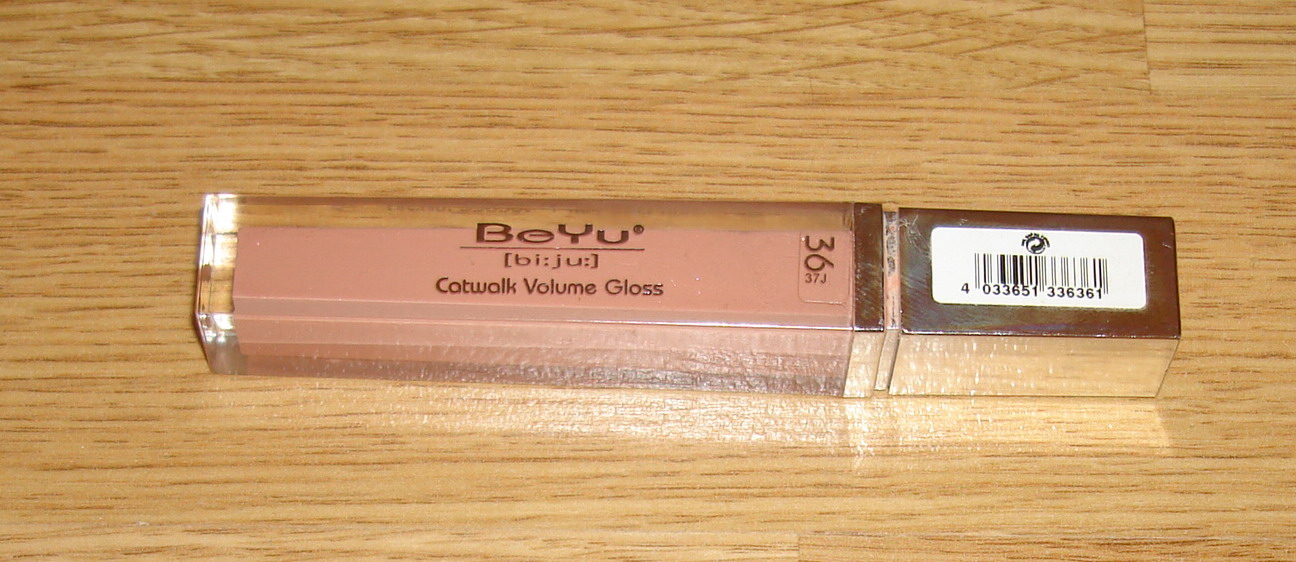 BeYu®
[bi:ju:]
Catwalk Volume Gloss
36
37J
4 033651 336361